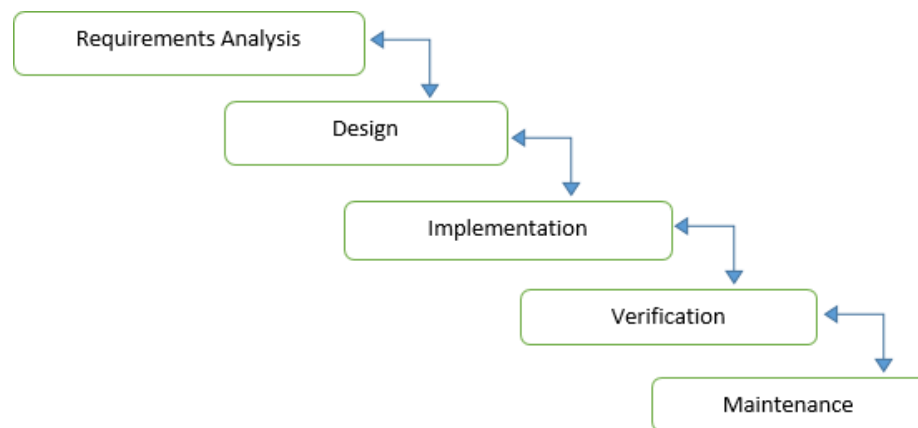 Requirements Analysis
Design
Implementation
Verification
Maintenance